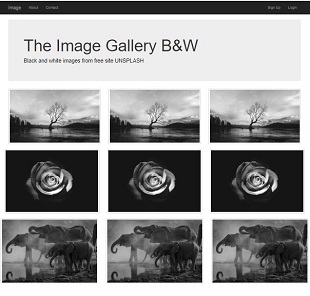 Image About Contact Sign Up Login
The Image Gallery B&W
Black and white images from free site UNSPLASH